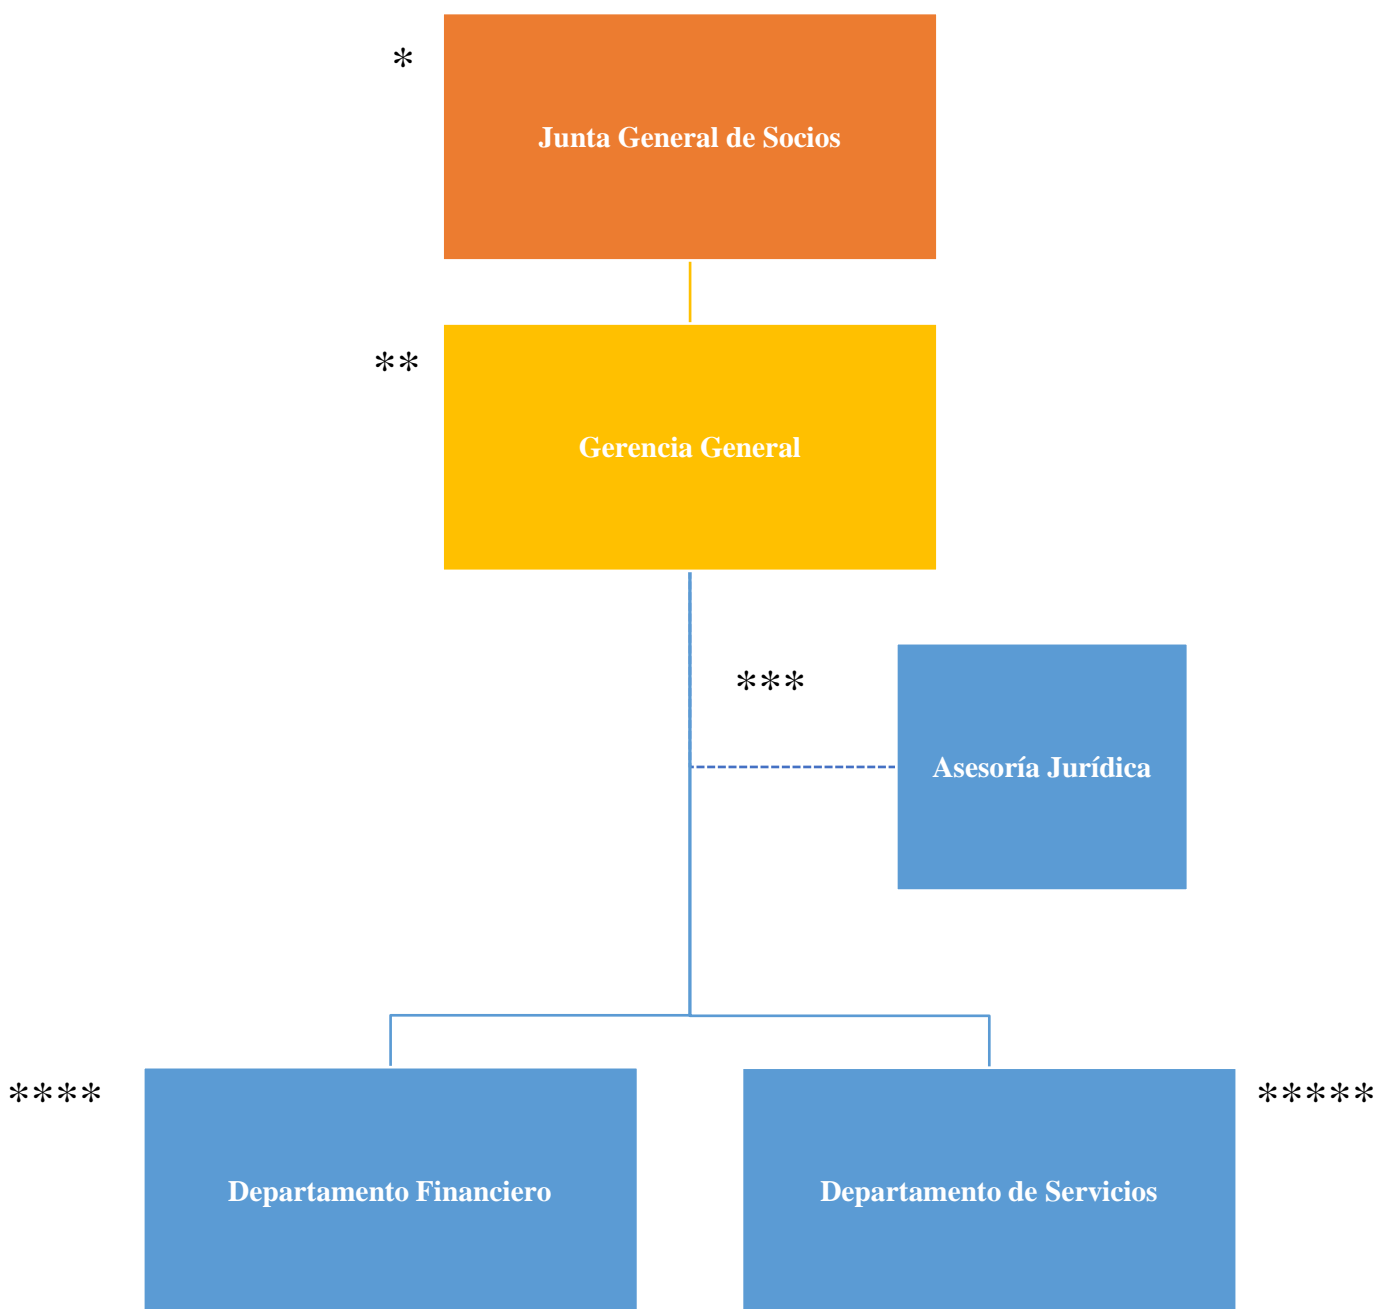 *
Junta General de Socios
**
Gerencia General
***
Asesoría Jurídica
****
*****
Departamento Financiero
Departamento de Servicios